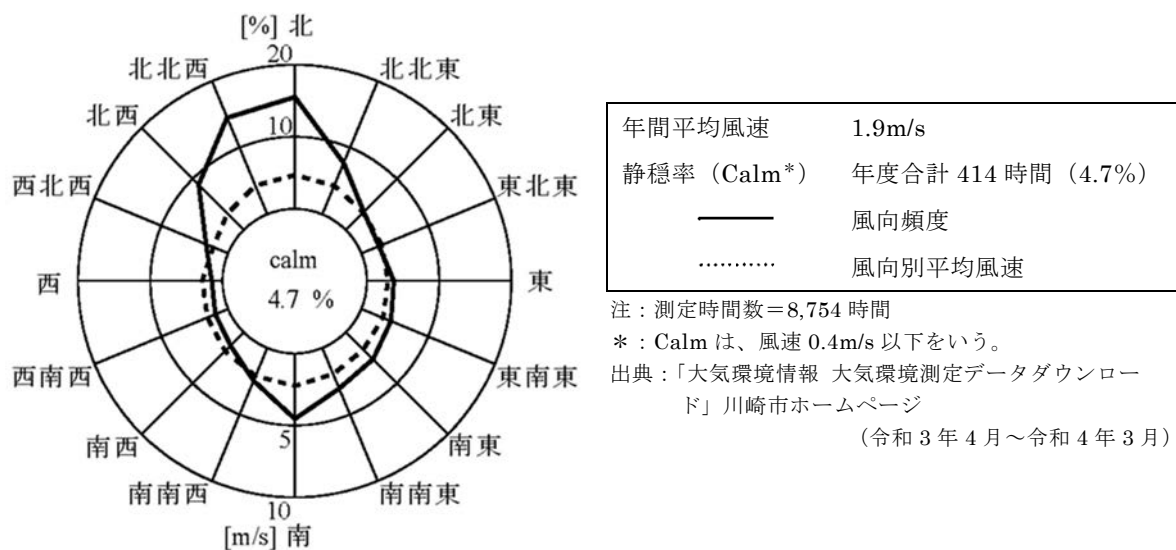 [%] 北
20
北北西
北北東
北西
10
北東
西北西
東北東
西
calm
4.7 %
東
西南西
東南東
南西
5
南東
南南西
南南東
10
[m/s] 南
年間平均風速 1.9m/s
静穏率（Calm*） 年度合計 414 時間（4.7%）
風向頻度
風向別平均風速
注：測定時間数＝8,754 時間
＊：Calm は、風速 0.4m/s 以下をいう。
出典：「大気環境情報 大気環境測定データダウンロー
ド」川崎市ホームページ
（令和 3 年 4 月～令和 4 年 3 月）